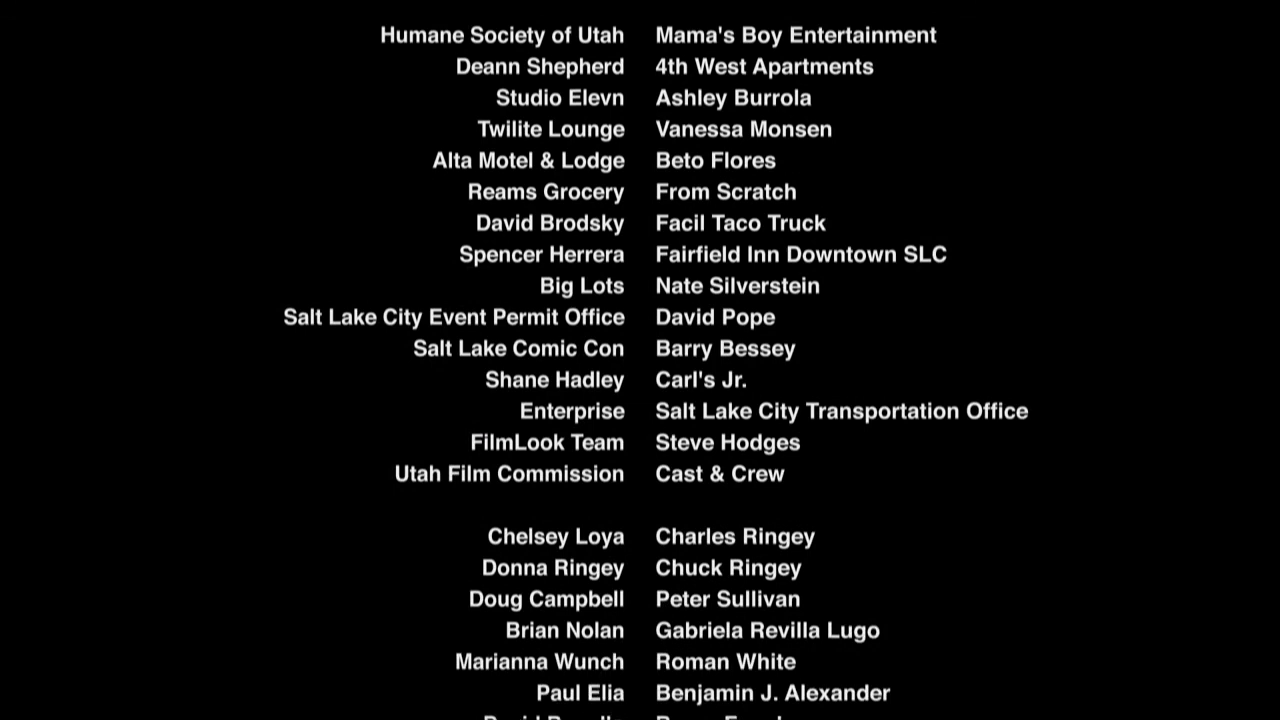 Humane Society of Utah Mama's Boy Entertainment
Deann Shepherd 4th West Apartments
Studio Elevn Ashley Burrola
Twilite Lounge Vanessa Monsen
Alta Motel & Lodge Beto Flores
Reams Grocery From Scratch
David Brodsky Facil Taco Truck
Spencer Herrera Fairfield Inn Downtown SLC
Big Lots Nate Silverstein
Salt Lake City Event Permit Office David Pope
Salt Lake Comic Con Barry Bessey
Shane Hadley Carl's Jr.
Enterprise Salt Lake City Transportation Office
FilmLook Team Steve Hodges
Utah Film Commission Cast & Crew
Chelsey Loya Charles Ringey
Donna Ringey Chuck Ringey
Doug Campbell Peter Sullivan
Brian Nolan Gabriela Revilla Lugo
Marianna Wunch Roman White
Paul Elia Benjamin J. Alexander